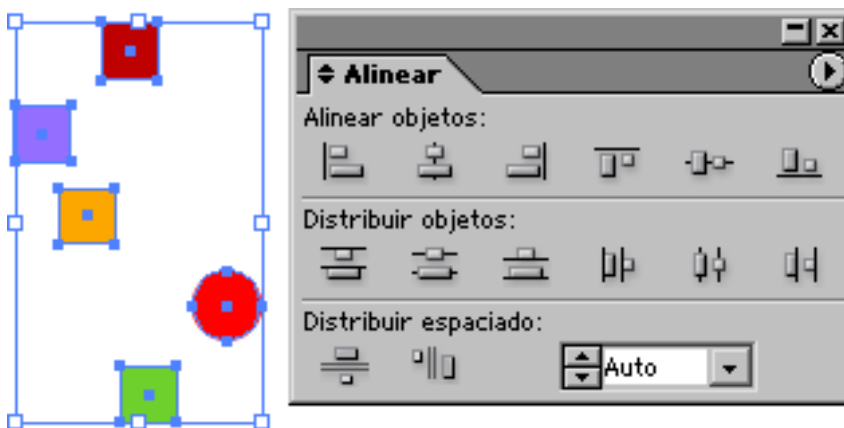 Alinear
Alinear objetos:
Distribuir objetos:
Distribuir espaciado:
Auto